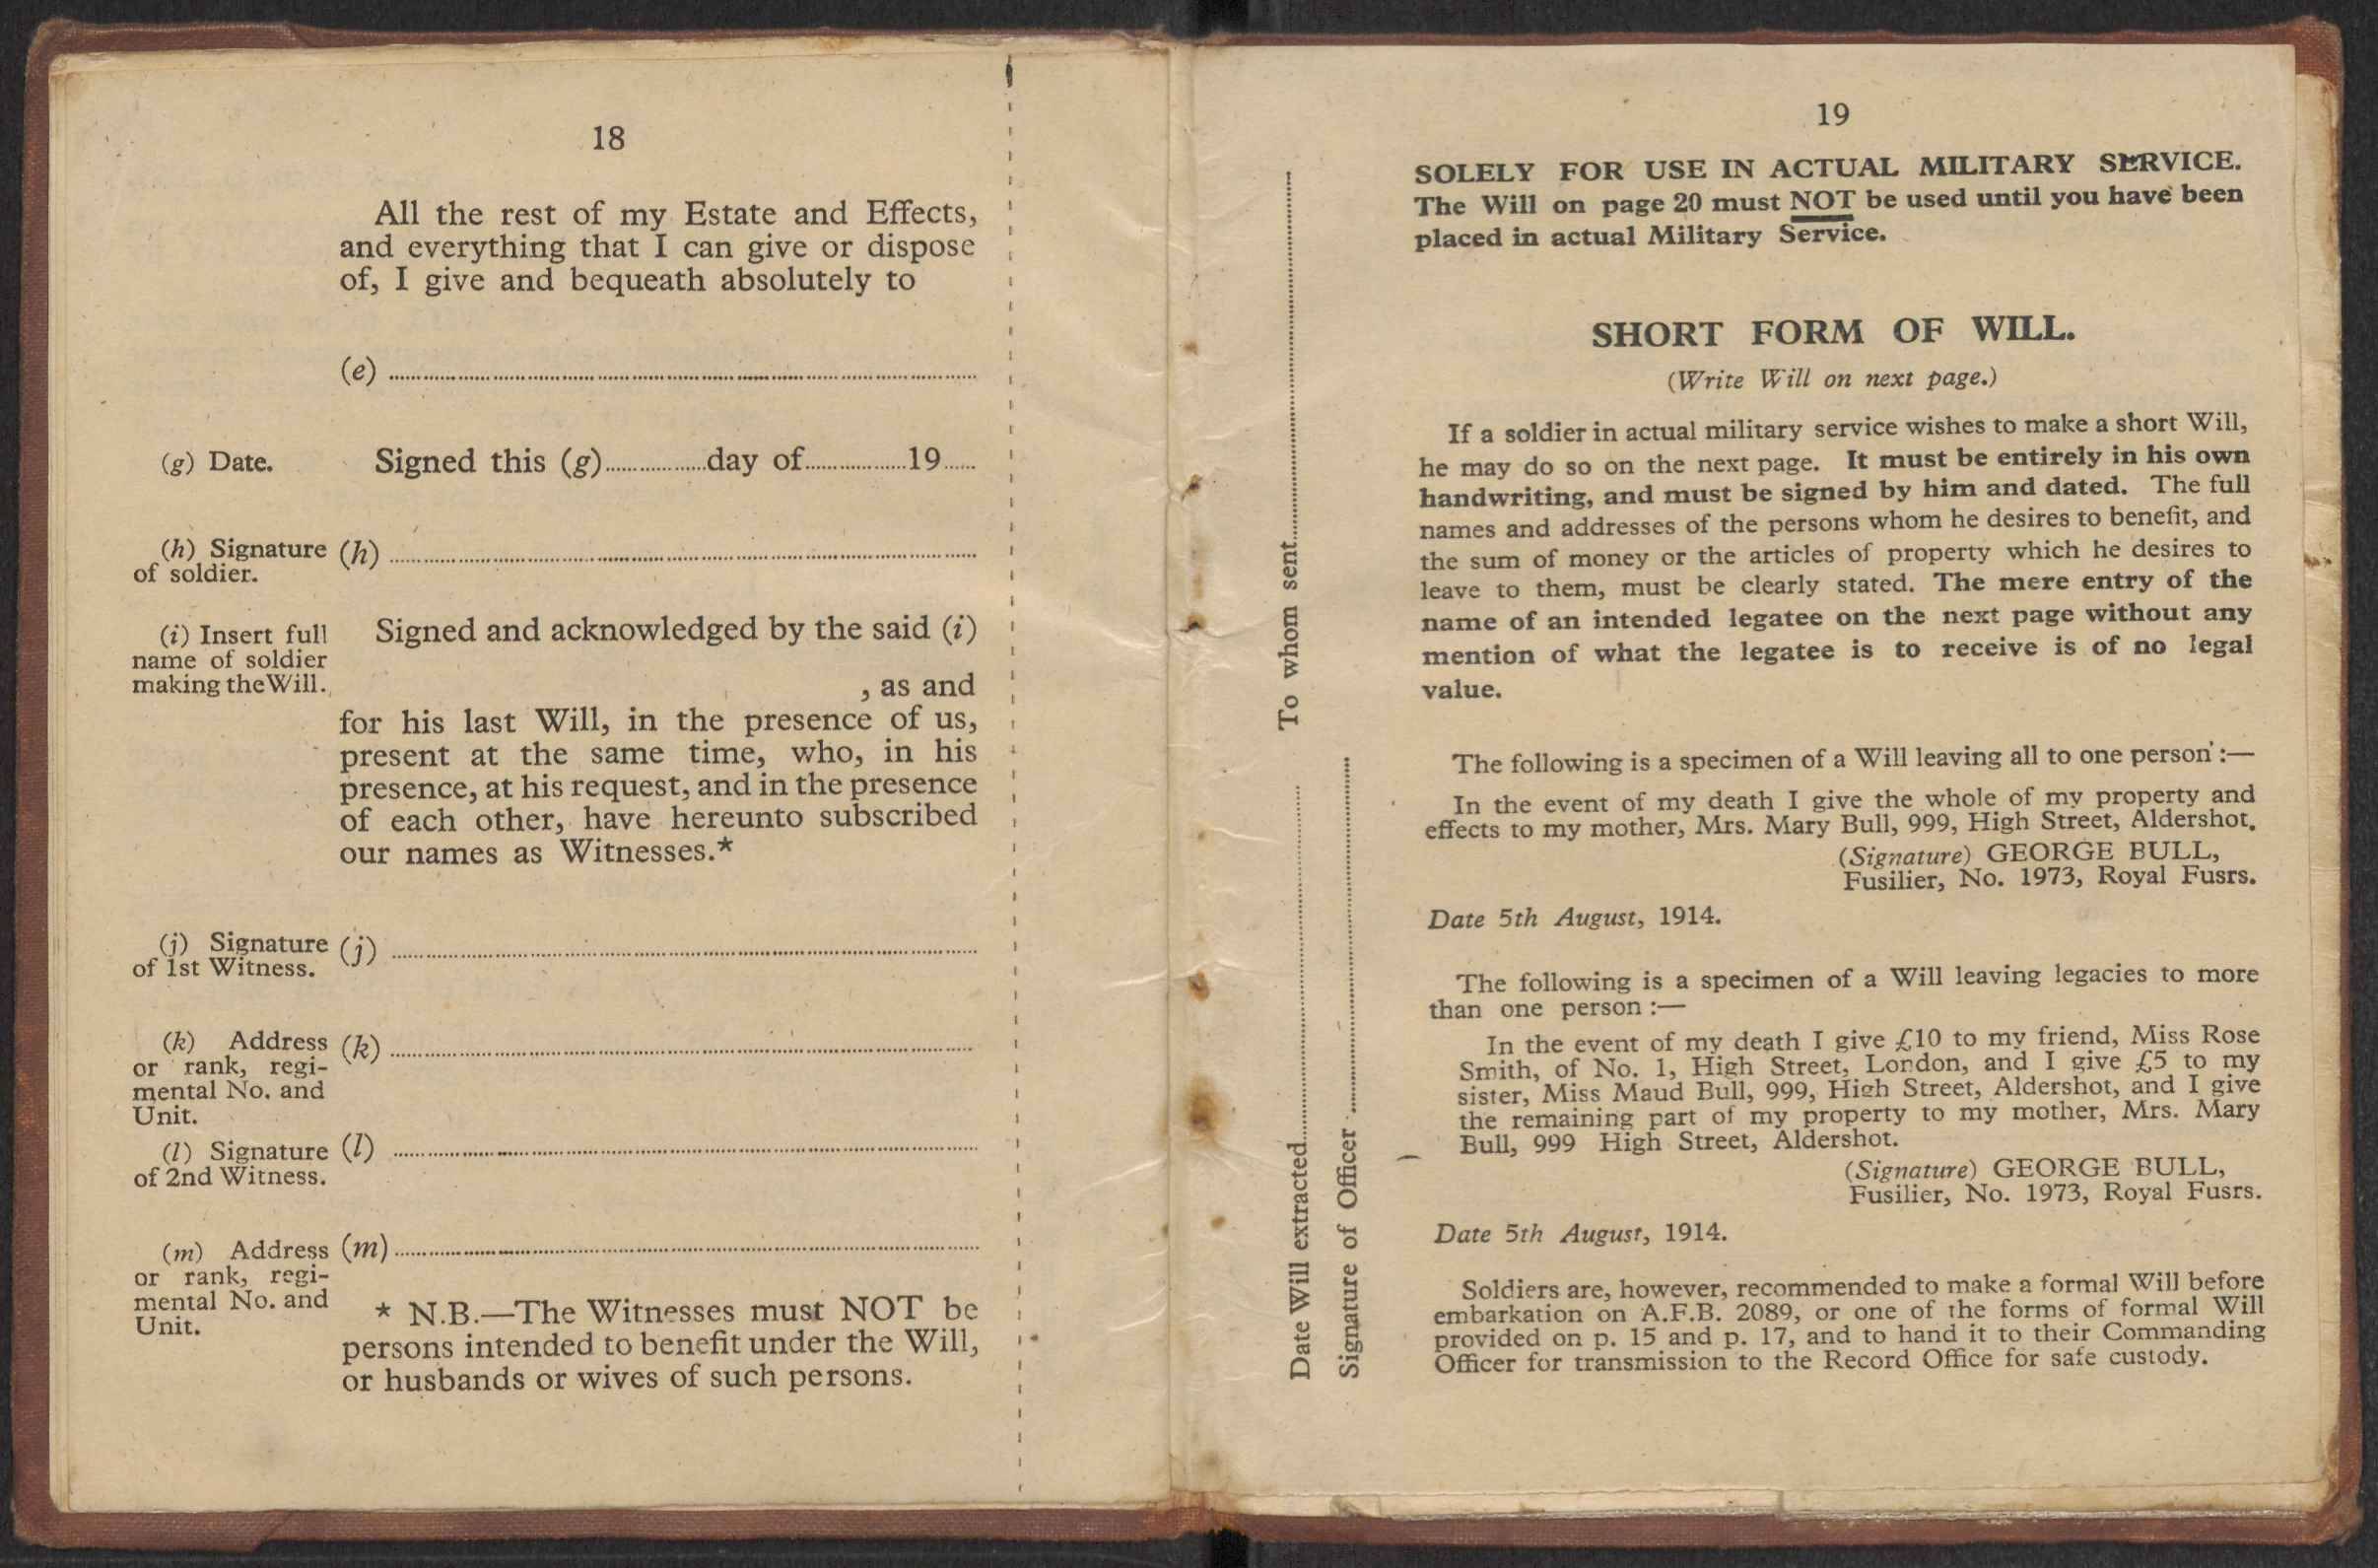 18
All the rest of my Estate and Effects,
and everything that I can give or dispose
of, I give and bequeath absolutely to
(e)
(g) Date.
Signed this (g)..................day of..................19......
(h) Signature
of soldier.
(h)
(i) Insert full
name of soldier
making the Will.
Signed and acknowledged by the said (i)
, as and
for his last Will, in the presence of us,
present at the same time, who, in his
presence, at his request, and in the presence
of each other, have hereunto subscribed
our names as Witnesses.*
(j) Signature
of 1st Witness.
(j)
(k) Address
or rank, regi-
mental No. and
Unit.
(k)
(l) Signature
of 2nd Witness.
(l)
(m) Address
or rank, regi-
mental No. and
Unit.
(m)
* N.B.—The Witnesses must NOT be
persons intended to benefit under the Will,
or husbands or wives of such persons.
To whom sent
Date Will extracted
Signature of Officer
19
SOLELY FOR USE IN ACTUAL MILITARY SERVICE.
The Will on page 20 must NOT be used until you have been
placed in actual Military Service.
SHORT FORM OF WILL.
(Write Will on next page.)
If a soldier in actual military service wishes to make a short Will,
he may do so on the next page. It must be entirely in his own
handwriting, and must be signed by him and dated. The full
names and addresses of the persons whom he desires to benefit, and
the sum of money or the articles of property which he desires to
leave to them, must be clearly stated. The mere entry of the
name of an intended legatee on the next page without any
mention of what the legatee is to receive is of no legal
value.
The following is a specimen of a Will leaving all to one person :—
In the event of my death I give the whole of my property and
effects to my mother, Mrs. Mary Bull, 999, High Street, Aldershot.
(Signature) GEORGE BULL,
Fusilier, No. 1973, Royal Fusrs.
Date 5th August, 1914.
The following is a specimen of a Will leaving legacies to more
than one person :—
In the event of my death I give £10 to my friend, Miss Rose
Smith, of No. 1, High Street, London, and I give £5 to my
sister, Miss Maud Bull, 999, High Street, Aldershot, and I give
the remaining part of my property to my mother, Mrs. Mary
Bull, 999 High Street, Aldershot.
(Signature) GEORGE BULL,
Fusilier, No. 1973, Royal Fusrs.
Date 5th August, 1914.
Soldiers are, however, recommended to make a formal Will before
embarkation on A.F.B. 2089, or one of the forms of formal Will
provided on p. 15 and p. 17, and to hand it to their Commanding
Officer for transmission to the Record Office for safe custody.